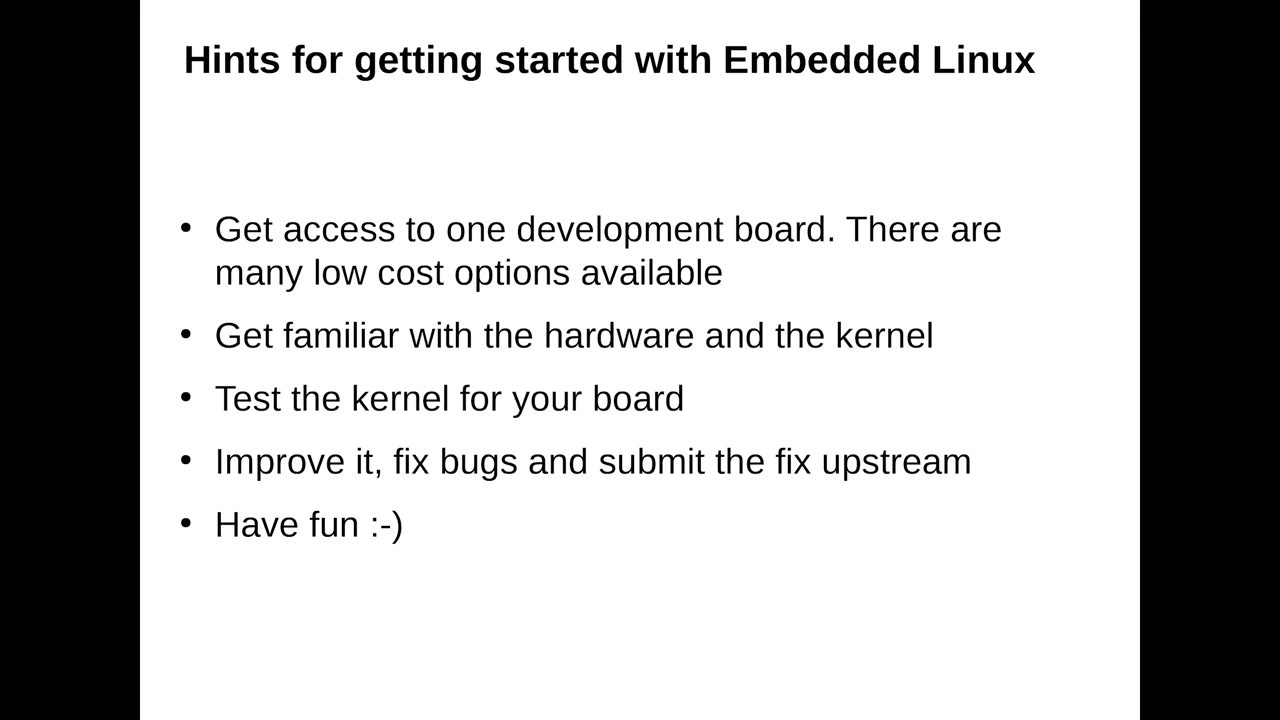 Hints for getting started with Embedded Linux
• Get access to one development board. There are
many low cost options available
• Get familiar with the hardware and the kernel
• Test the kernel for your board
• Improve it, fix bugs and submit the fix upstream
• Have fun :-)